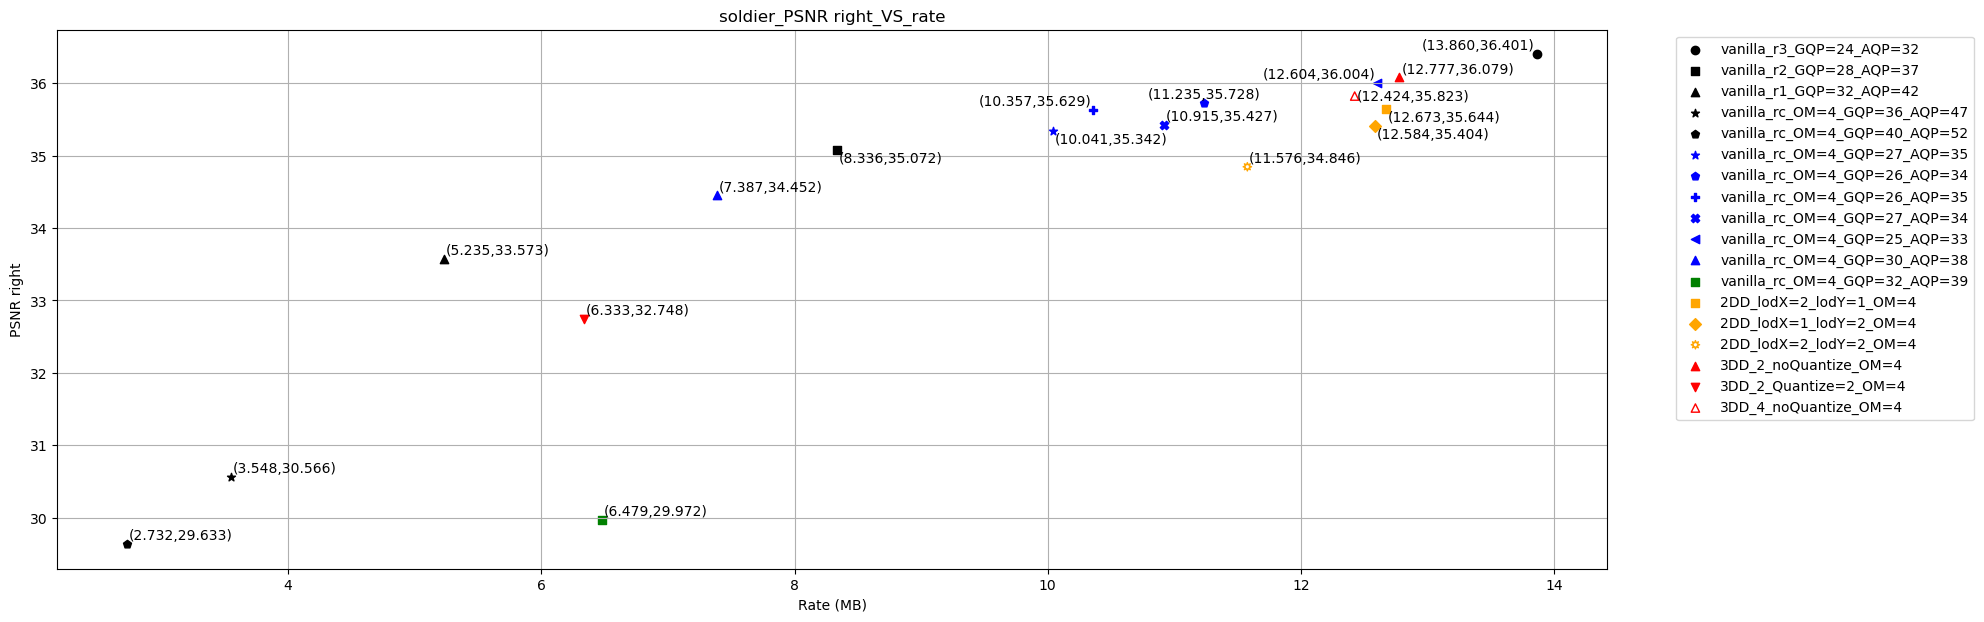 soldier_PSNR right_VS_rate
(13.860,36.401)
(12.777,36.079)
(12.604,36.004)
(12.424,35.823)
(11.235,35.728)
(10.357,35.629)
(12.673,35.644)
(10.915,35.427)
(12.584,35.404)
(10.041,35.342)
(8.336,35.072)
(11.576,34.846)
(7.387,34.452)
(5.235,33.573)
(6.333,32.748)
(3.548,30.566)
(6.479,29.972)
(2.732,29.633)
36
35
34
33
32
31
30
PSNR right
4 6 8 10 12 14
Rate (MB)
vanilla_r3_GQP=24_AQP=32
vanilla_r2_GQP=28_AQP=37
vanilla_r1_GQP=32_AQP=42
vanilla_rc_OM=4_GQP=36_AQP=47
vanilla_rc_OM=4_GQP=40_AQP=52
vanilla_rc_OM=4_GQP=27_AQP=35
vanilla_rc_OM=4_GQP=26_AQP=34
vanilla_rc_OM=4_GQP=26_AQP=35
vanilla_rc_OM=4_GQP=27_AQP=34
vanilla_rc_OM=4_GQP=25_AQP=33
vanilla_rc_OM=4_GQP=30_AQP=38
vanilla_rc_OM=4_GQP=32_AQP=39
2DD_lodX=2_lodY=1_OM=4
2DD_lodX=1_lodY=2_OM=4
2DD_lodX=2_lodY=2_OM=4
3DD_2_noQuantize_OM=4
3DD_2_Quantize=2_OM=4
3DD_4_noQuantize_OM=4